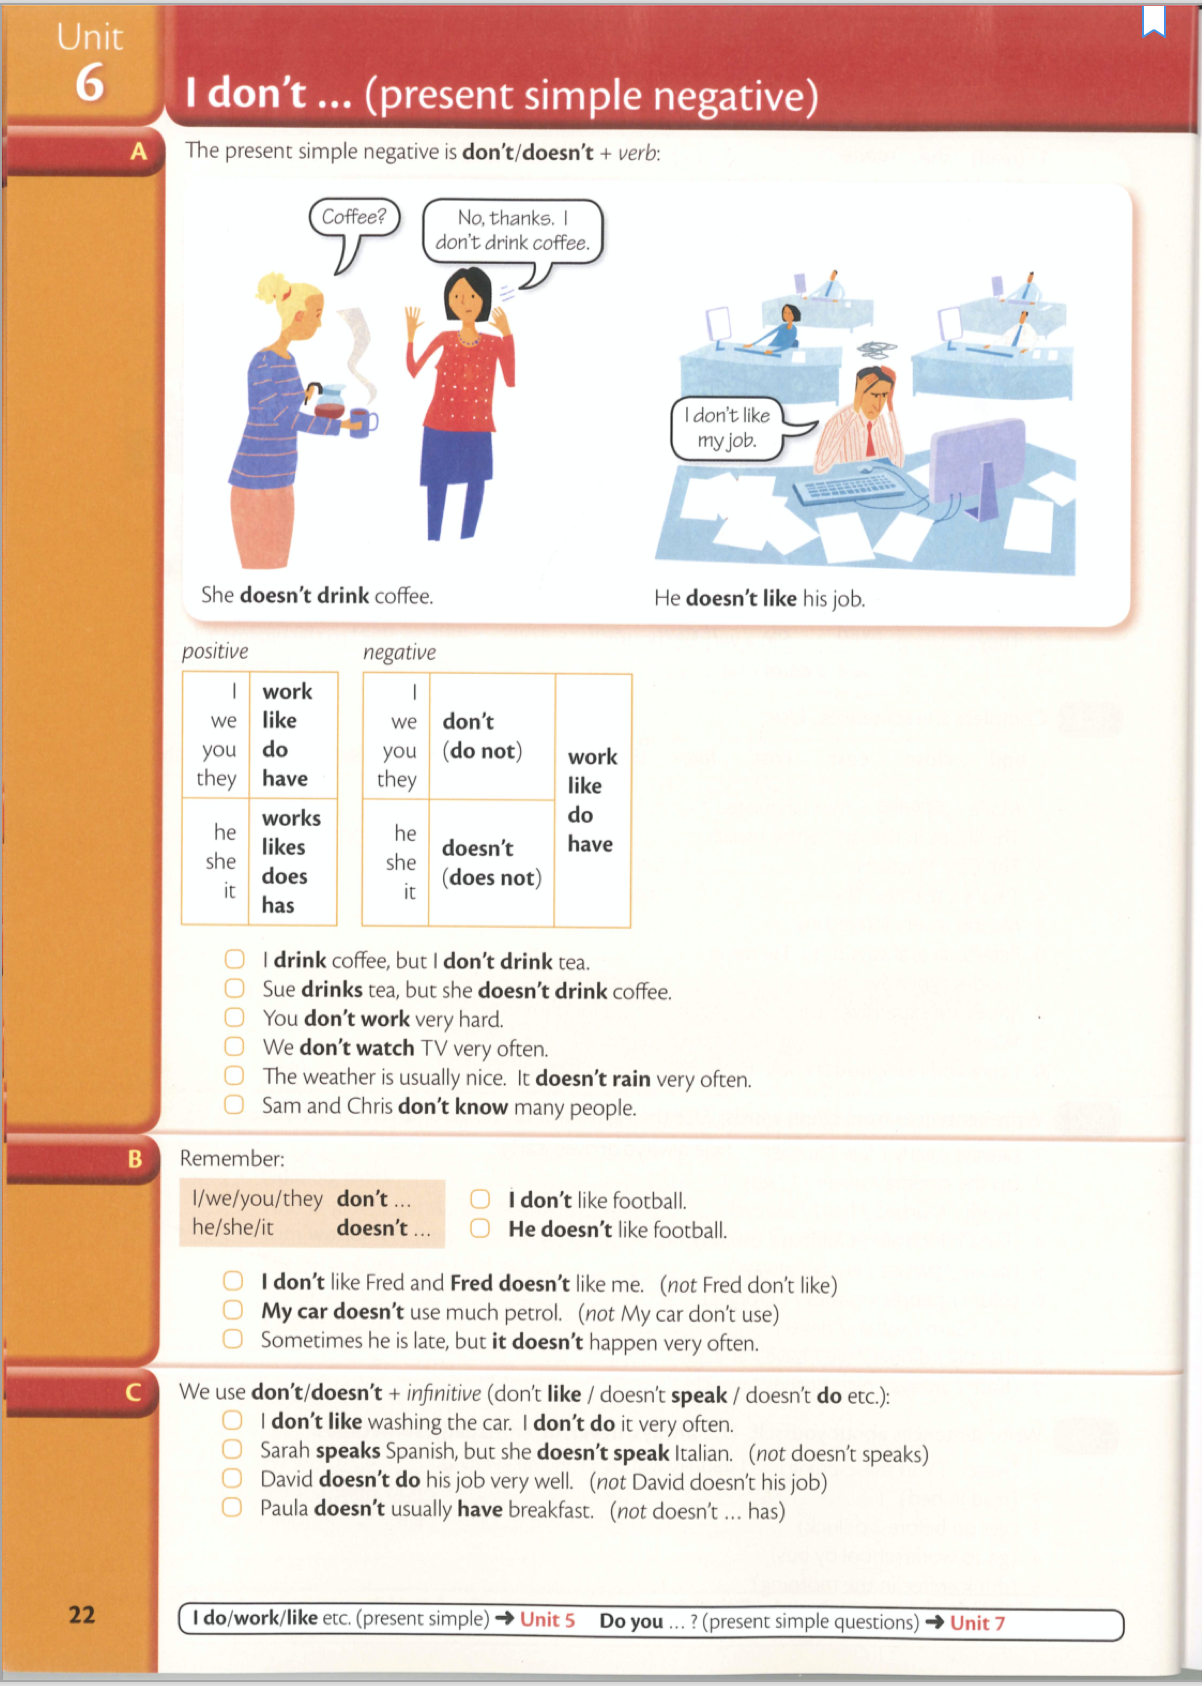 Unit
6
I don't ... (present simple negative)
A
The present simple negative is don't/doesn't + verb:
Coffee?
No, thanks. I
don't drink coffee.
I don't like
my job.
She doesn't drink coffee.
He doesn't like his job.
positive
negative
I
we
you
they
work
like
do
have
he
she
it
works
likes
does
has
I
we
you
they
don't
(do not)
he
she
it
doesn't
(does not)
work
like
do
have
I drink coffee, but I don't drink tea.
Sue drinks tea, but she doesn't drink coffee.
You don't work very hard.
We don't watch TV very often.
The weather is usually nice. It doesn't rain very often.
Sam and Chris don't know many people.
B
Remember:
I/we/you/they don't ...
he/she/it doesn't ...
I don't like football.
He doesn't like football.
I don't like Fred and Fred doesn't like me. (not Fred don't like)
My car doesn't use much petrol. (not My car don't use)
Sometimes he is late, but it doesn't happen very often.
C
We use don't/doesn't + infinitive (don't like / doesn't speak / doesn't do etc.):
I don't like washing the car. I don't do it very often.
Sarah speaks Spanish, but she doesn't speak Italian. (not doesn't speaks)
David doesn't do his job very well. (not David doesn't his job)
Paula doesn't usually have breakfast. (not doesn't ... has)
22
I do/work/like etc. (present simple) ➜ Unit 5 Do you ... ? (present simple questions) ➜ Unit 7